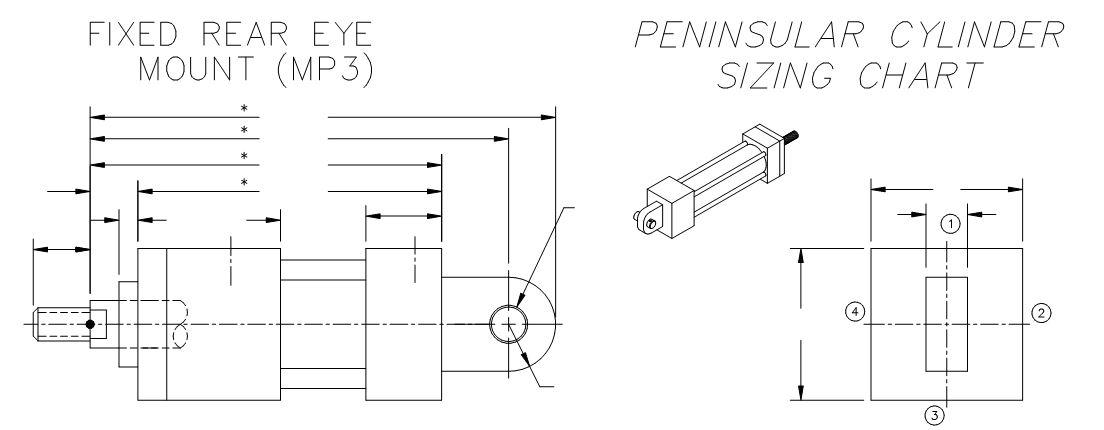 FIXED REAR EYE
MOUNT (MP3)
PENINSULAR CYLINDER
SIZING CHART
*
*
*
*
1
4
2
3